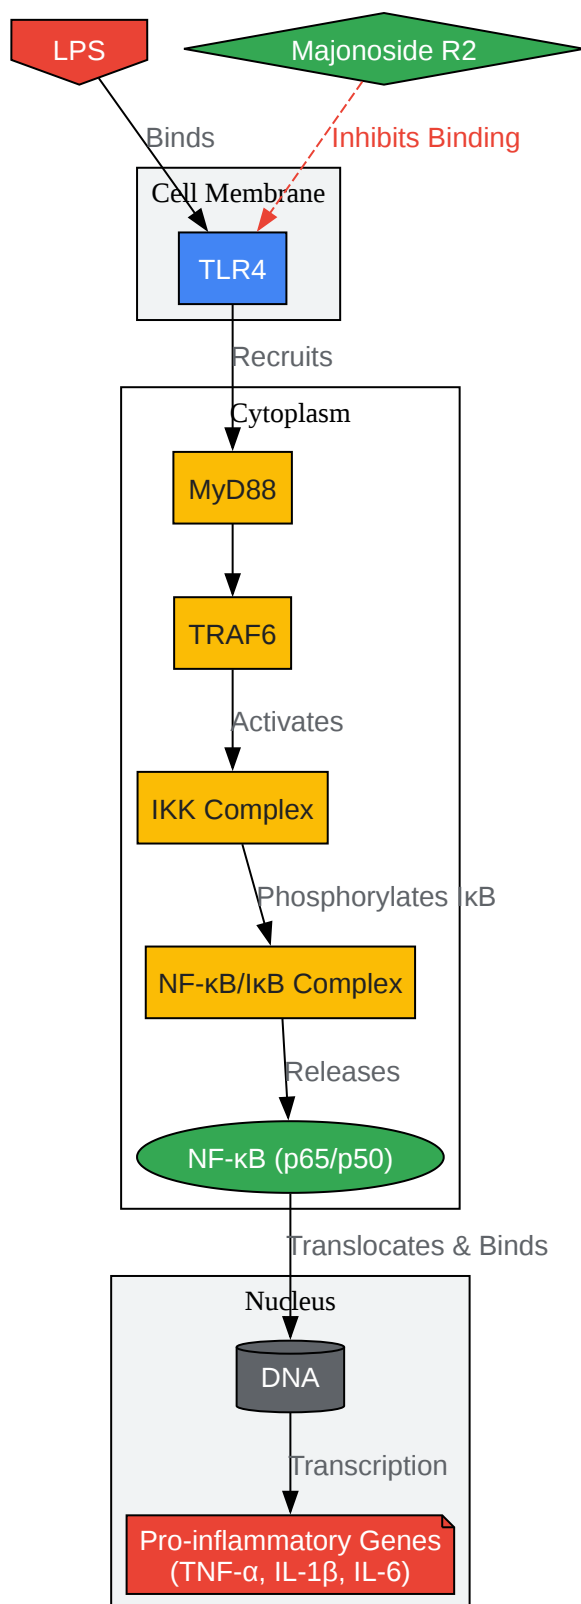 LPS
Majonoside R2
Binds
Inhibits Binding
Cell Membrane
TLR4
Recruits
Cytoplasm
MyD88
TRAF6
Activates
IKK Complex
Phosphorylates IκB
NF-κB/IκB Complex
Releases
NF-κB (p65/p50)
Translocates & Binds
Nucleus
DNA
Transcription
Pro-inflammatory Genes
(TNF-α, IL-1β, IL-6)